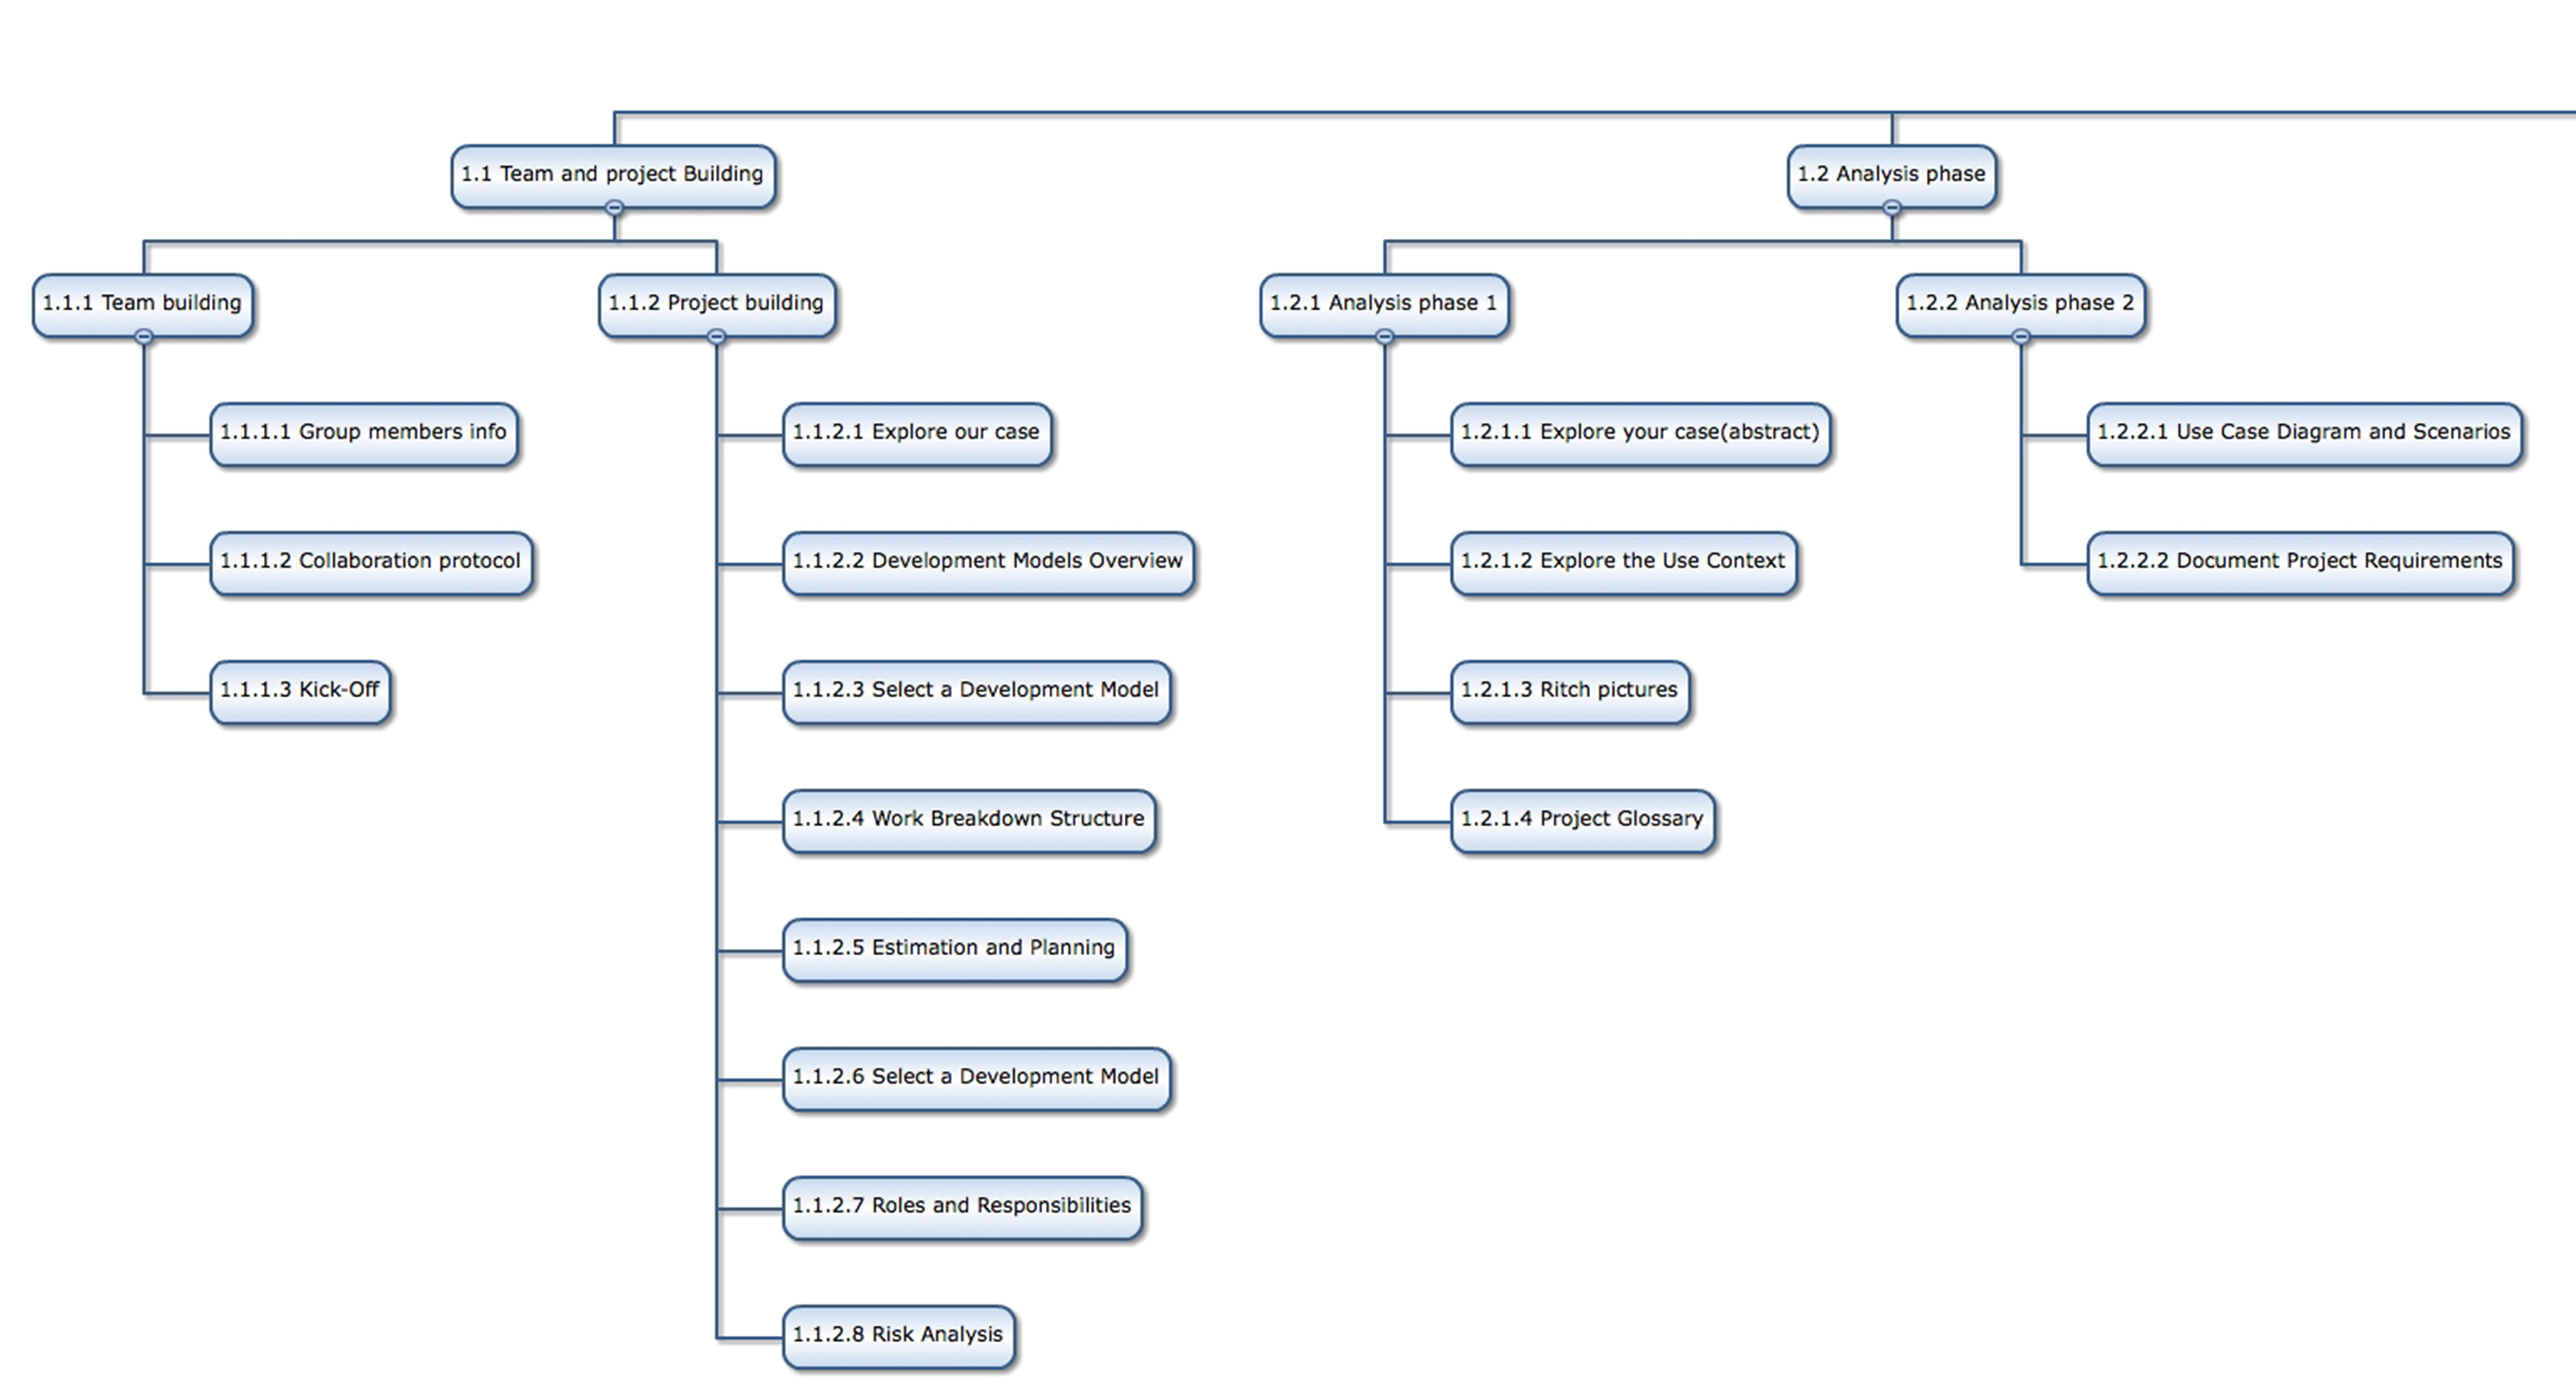 1.1 Team and project Building
1.2 Analysis phase
1.1.1 Team building
1.1.2 Project building
1.2.1 Analysis phase 1
1.2.2 Analysis phase 2
1.1.1.1 Group members info
1.1.2.1 Explore our case
1.2.1.1 Explore your case(abstract)
1.2.2.1 Use Case Diagram and Scenarios
1.1.1.2 Collaboration protocol
1.1.2.2 Development Models Overview
1.2.1.2 Explore the Use Context
1.2.2.2 Document Project Requirements
1.1.1.3 Kick-Off
1.1.2.3 Select a Development Model
1.2.1.3 Ritch pictures
1.1.2.4 Work Breakdown Structure
1.2.1.4 Project Glossary
1.1.2.5 Estimation and Planning
1.1.2.6 Select a Development Model
1.1.2.7 Roles and Responsibilities
1.1.2.8 Risk Analysis